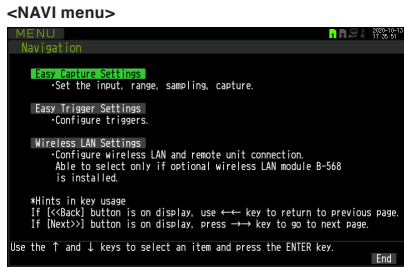 <NAVI menu>
MENU
2020-10-13
17:35:51
Navigation
Easy Capture Settings
・Set the input, range, sampling, capture.
Easy Trigger Settings
・Configure triggers.
Wireless LAN Settings
・Configure wireless LAN and remote unit connection.
Able to select only if optional wireless LAN module B-568
is installed.
*Hints in key usage
If [<<Back] button is on display, use ←← key to return to previous page.
If [Next>>] button is on display, press →→ key to go to next page.
Use the ↑ and ↓ keys to select an item and press the ENTER key.
End